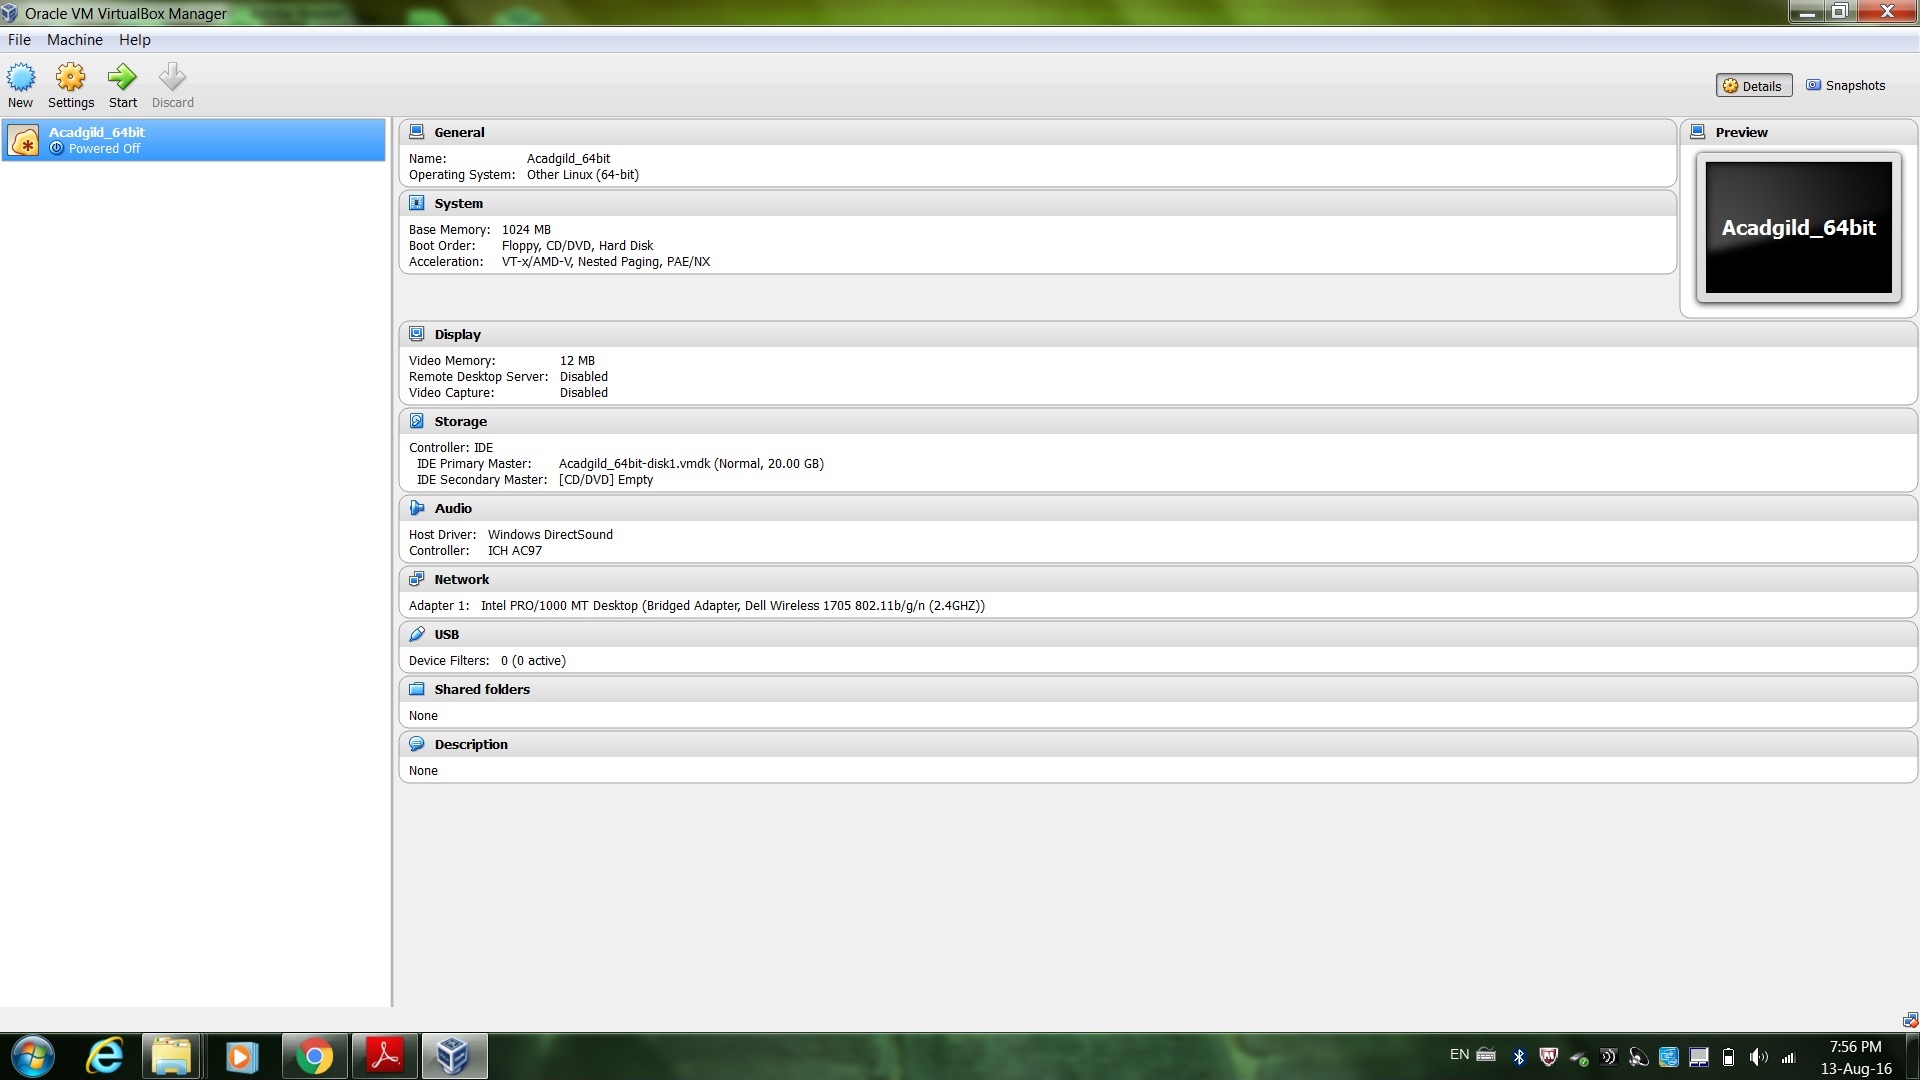 Oracle VM VirtualBox Manager
File Machine Help
New Settings Start Discard
Details Snapshots
Acadgild_64bit
Powered Off
General
Name: Acadgild_64bit
Operating System: Other Linux (64-bit)
System
Base Memory: 1024 MB
Boot Order: Floppy, CD/DVD, Hard Disk
Acceleration: VT-x/AMD-V, Nested Paging, PAE/NX
Preview
Acadgild_64bit
Display
Video Memory: 12 MB
Remote Desktop Server: Disabled
Video Capture: Disabled
Storage
Controller: IDE
IDE Primary Master: Acadgild_64bit-disk1.vmdk (Normal, 20.00 GB)
IDE Secondary Master: [CD/DVD] Empty
Audio
Host Driver: Windows DirectSound
Controller: ICH AC97
Network
Adapter 1: Intel PRO/1000 MT Desktop (Bridged Adapter, Dell Wireless 1705 802.11b/g/n (2.4GHZ))
USB
Device Filters: 0 (0 active)
Shared folders
None
Description
None
EN
7:56 PM
13-Aug-16